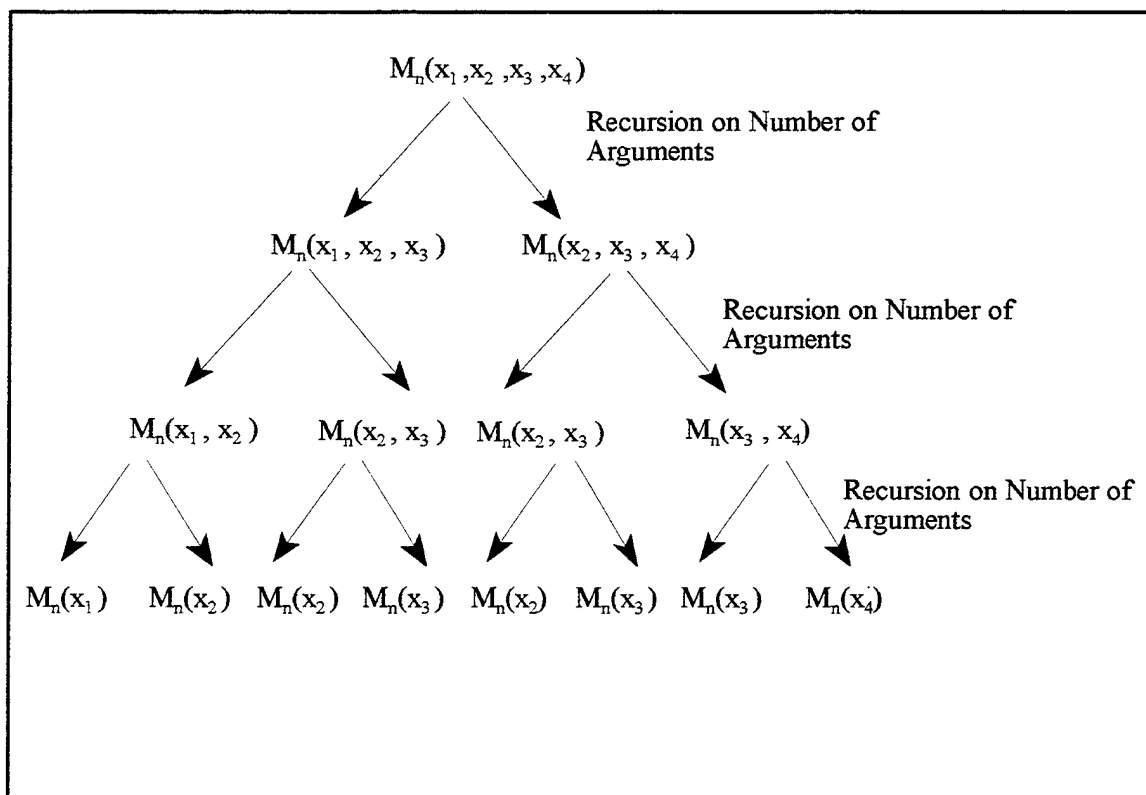 Mₙ(x₁ ,x₂ ,x₃ ,x₄)
Recursion on Number of
Arguments
Mₙ(x₁ , x₂ , x₃ )
Mₙ(x₂, x₃ , x₄)
Recursion on Number of
Arguments
Mₙ(x₁ , x₂)
Mₙ(x₂ , x₃)
Mₙ(x₂ , x₃)
Mₙ(x₃ , x₄)
Recursion on Number of
Arguments
Mₙ(x₁)
Mₙ(x₂)
Mₙ(x₂)
Mₙ(x₃)
Mₙ(x₂)
Mₙ(x₃)
Mₙ(x₃)
Mₙ(x₄)